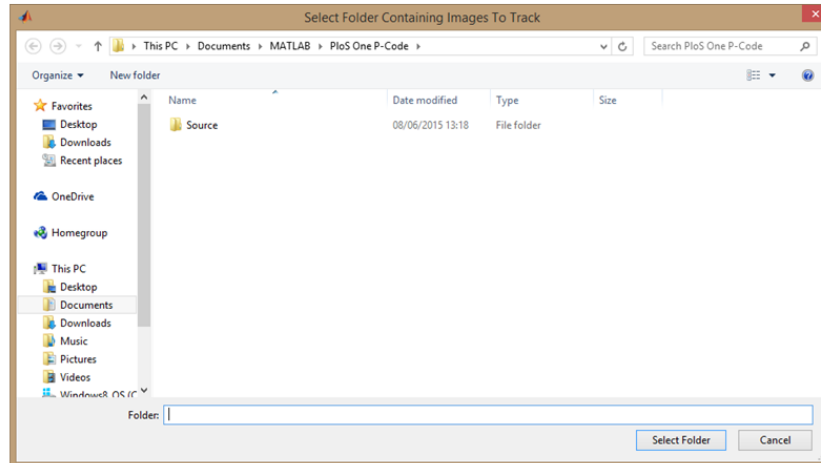 Select Folder Containing Images To Track
This PC Documents MATLAB PloS One P-Code
Search PloS One P-Code
Organize New folder
Name Date modified Type Size
Source 08/06/2015 13:18 File folder
Favorites
Desktop
Downloads
Recent places
OneDrive
Homegroup
This PC
Desktop
Documents
Downloads
Music
Pictures
Videos
Windows8_OS (C
Folder:
Select Folder Cancel